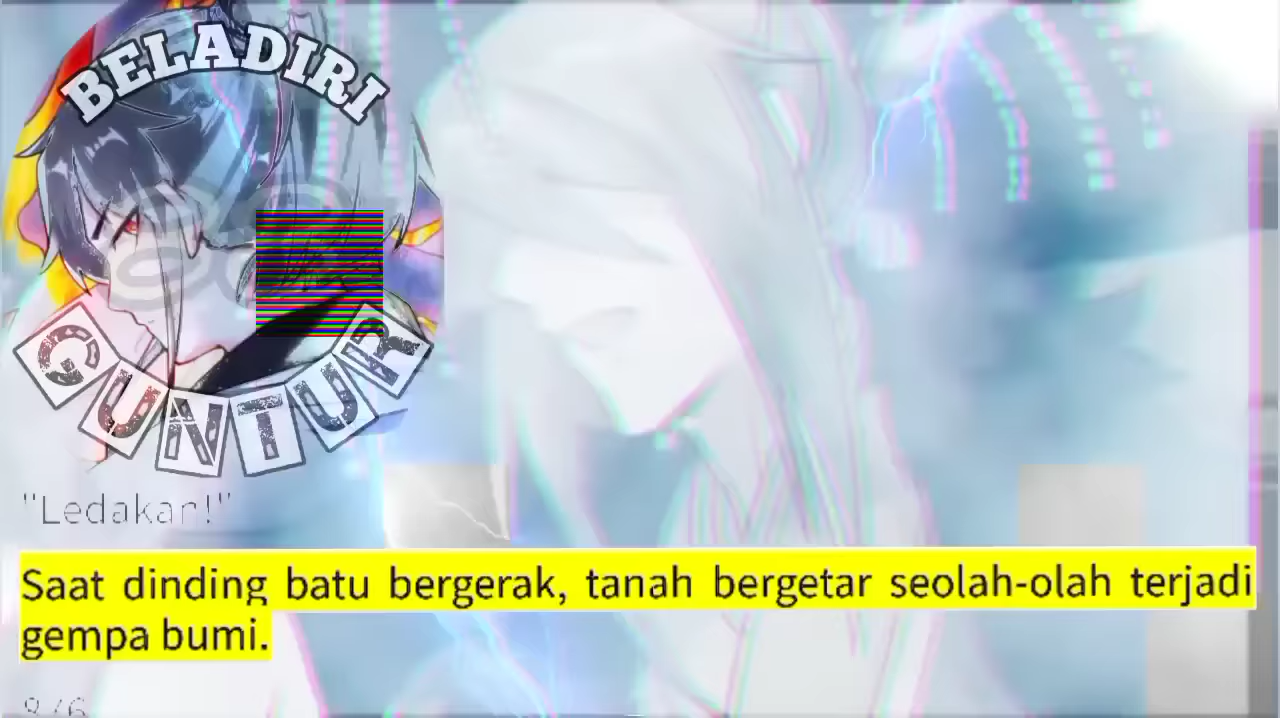 BELADIRI
GUNTUR
"Ledakan!"
Saat dinding batu bergerak, tanah bergetar seolah-olah terjadi
gempa bumi.